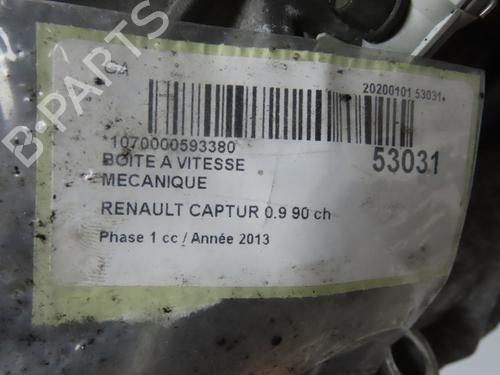 20200101 53031+
1070000593380
53031
BOITE A VITESSE
MECANIQUE
RENAULT CAPTUR 0.9 90 ch
Phase 1 cc / Année 2013
B-PARTS